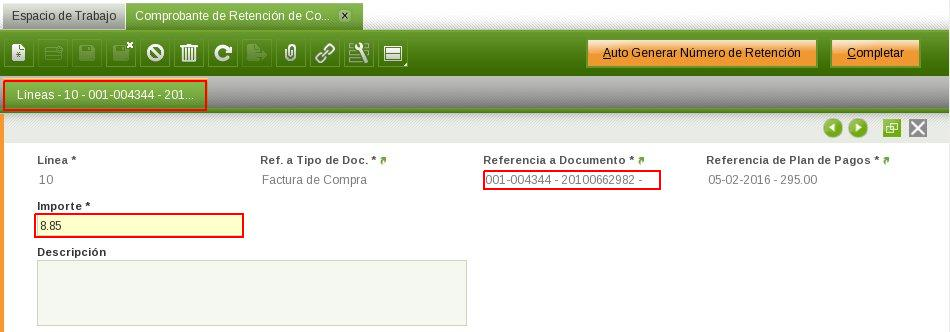 Espacio de Trabajo
Comprobante de Retención de Co...
Auto Generar Número de Retención
Completar
Líneas - 10 - 001-004344 - 201...
Línea *
Ref. a Tipo de Doc. *
Referencia a Documento *
Referencia de Plan de Pagos *
10
Factura de Compra
001-004344 - 20100662982 -
05-02-2016 - 295.00
Importe *
8.85
Descripción